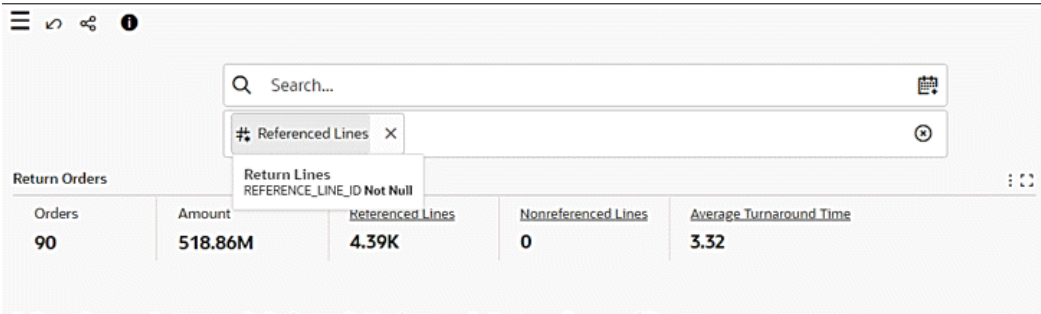 Search...
Referenced Lines
Return Lines
REFERENCE_LINE_ID Not Null
Return Orders
Orders Amount Referenced Lines Nonreferenced Lines Average Turnaround Time
90 518.86M 4.39K 0 3.32